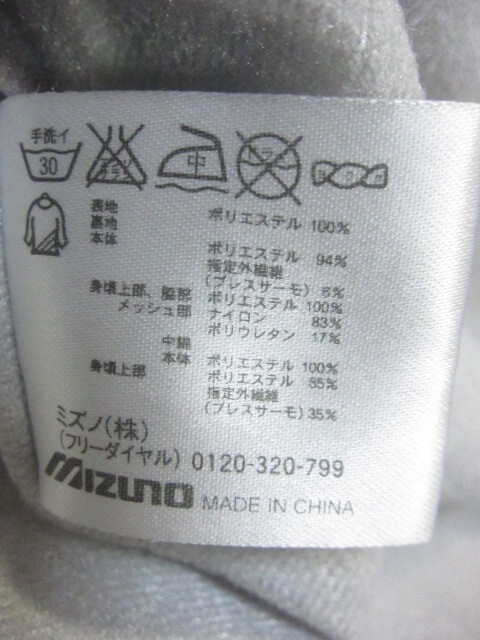 手洗イ
30
中
表地 ポリエステル 100%
裏地
本体 ポリエステル 94%
指定外繊維
(ブレスサーモ) 6%
身頃上部、脇部 ポリエステル 100%
メッシュ部 ナイロン 83%
ポリウレタン 17%
中綿
本体 ポリエステル 100%
身頃上部 ポリエステル 65%
指定外繊維
(ブレスサーモ) 35%
ミズノ(株)
(フリーダイヤル) 0120-320-799
MIZUNO MADE IN CHINA